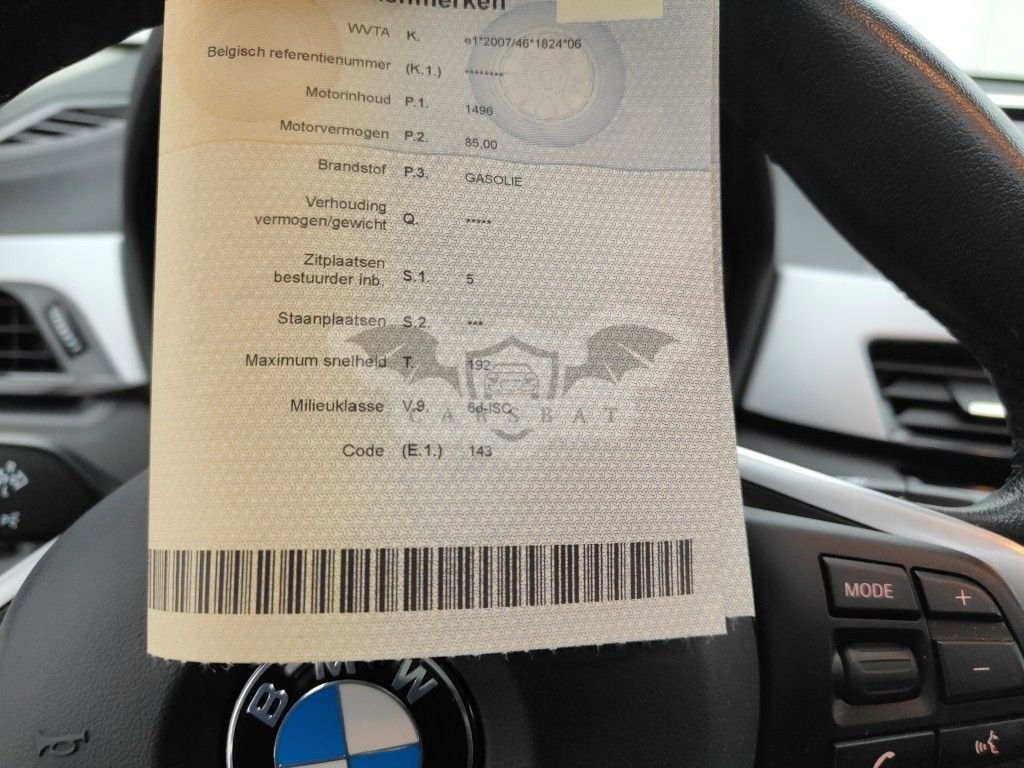 WVTA K. e1*2007/46*1824*06
Belgisch referentienummer (K.1.) ********
Motorinhoud P.1. 1496
Motorvermogen P.2. 85,00
Brandstof P.3. GASOLIE
Verhouding
vermogen/gewicht Q. *****
Zitplaatsen
bestuurder inb. S.1. 5
Staanplaatsen S.2. ***
Maximum snelheid T. 192
Milieuklasse V.9. 6d-ISC
CARSBAT
Code (E.1.) 143
MODE +
−
BMW